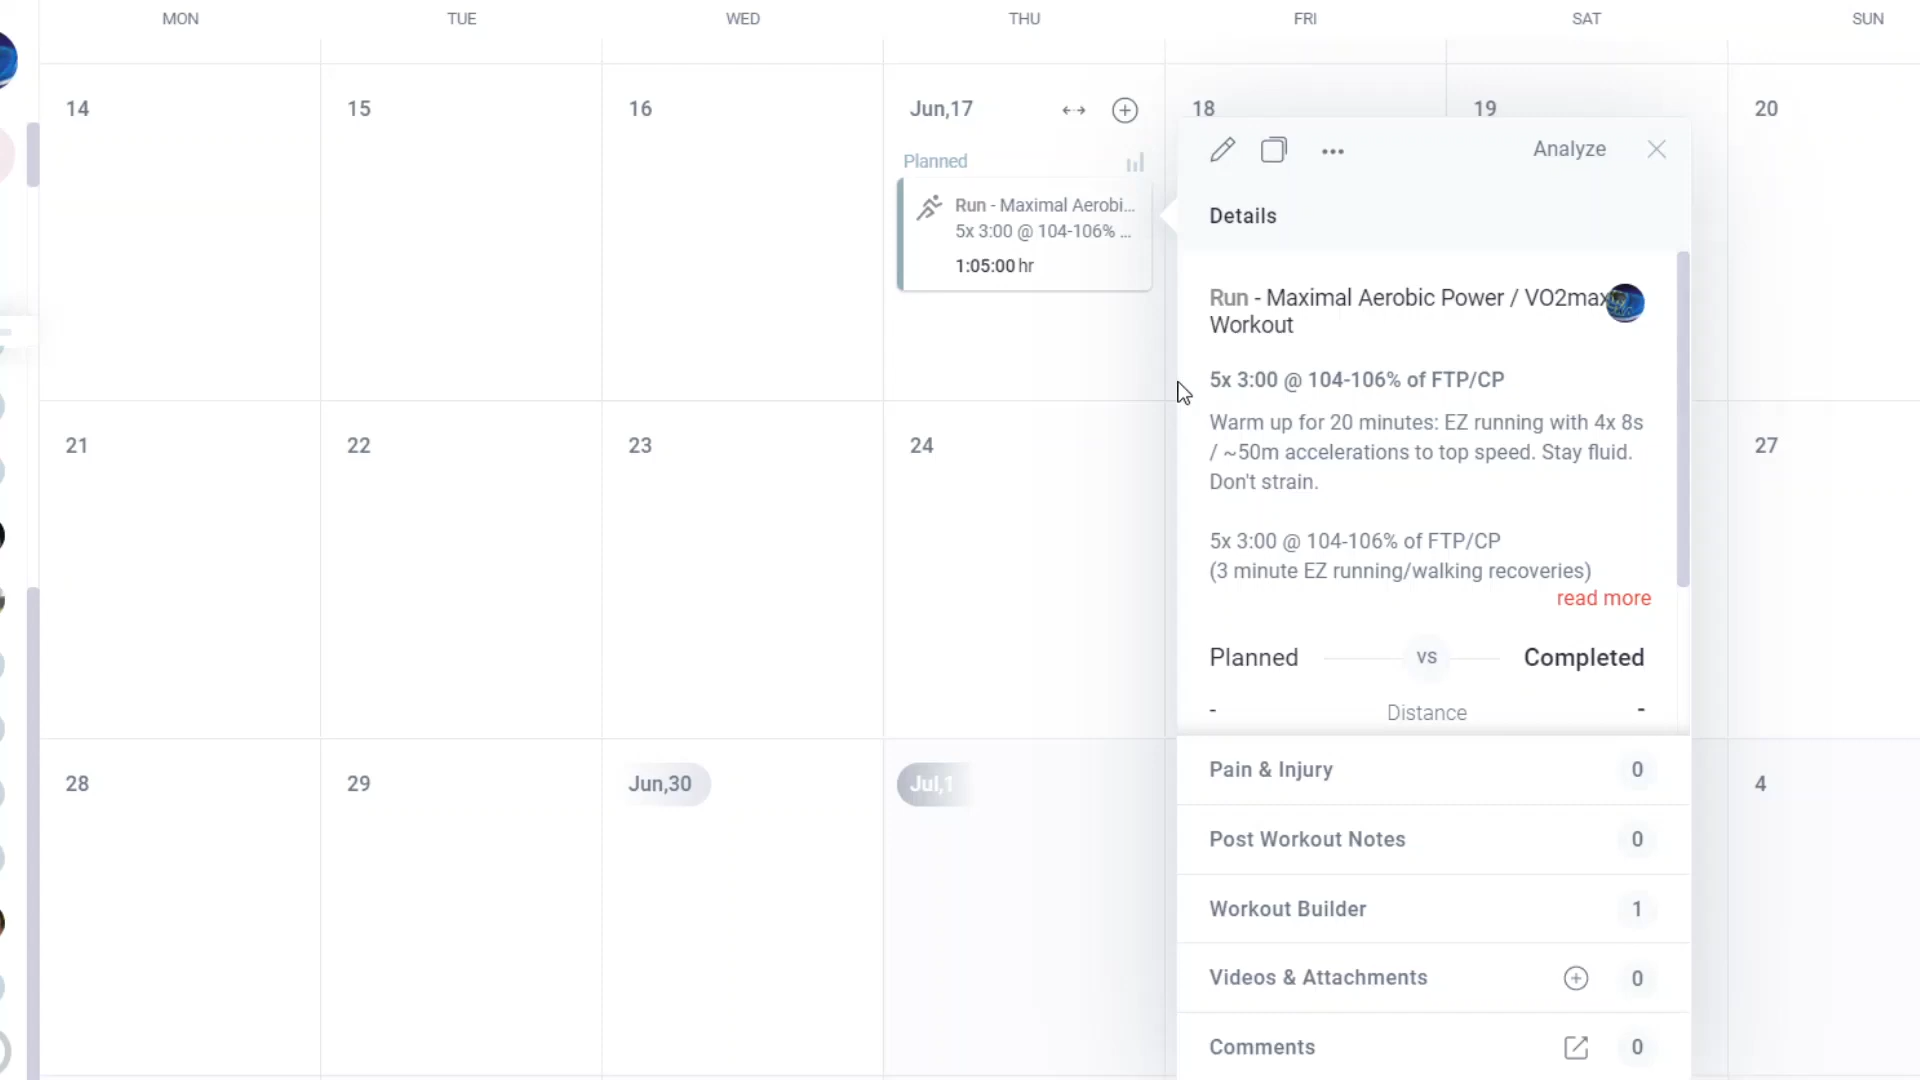 MON TUE WED THU FRI SAT SUN
14 15 16 Jun,17 18 19 20
Planned
Run - Maximal Aerobi...
5x 3:00 @ 104-106% ...
1:05:00 hr
Analyze
Details
Run - Maximal Aerobic Power / VO2max
Workout
5x 3:00 @ 104-106% of FTP/CP
Warm up for 20 minutes: EZ running with 4x 8s
/ ~50m accelerations to top speed. Stay fluid.
Don't strain.
5x 3:00 @ 104-106% of FTP/CP
(3 minute EZ running/walking recoveries)
read more
Planned VS Completed
- Distance -
Pain & Injury 0
Post Workout Notes 0
Workout Builder 1
Videos & Attachments 0
Comments 0
21 22 23 24 27
28 29 Jun,30 Jul,1 4